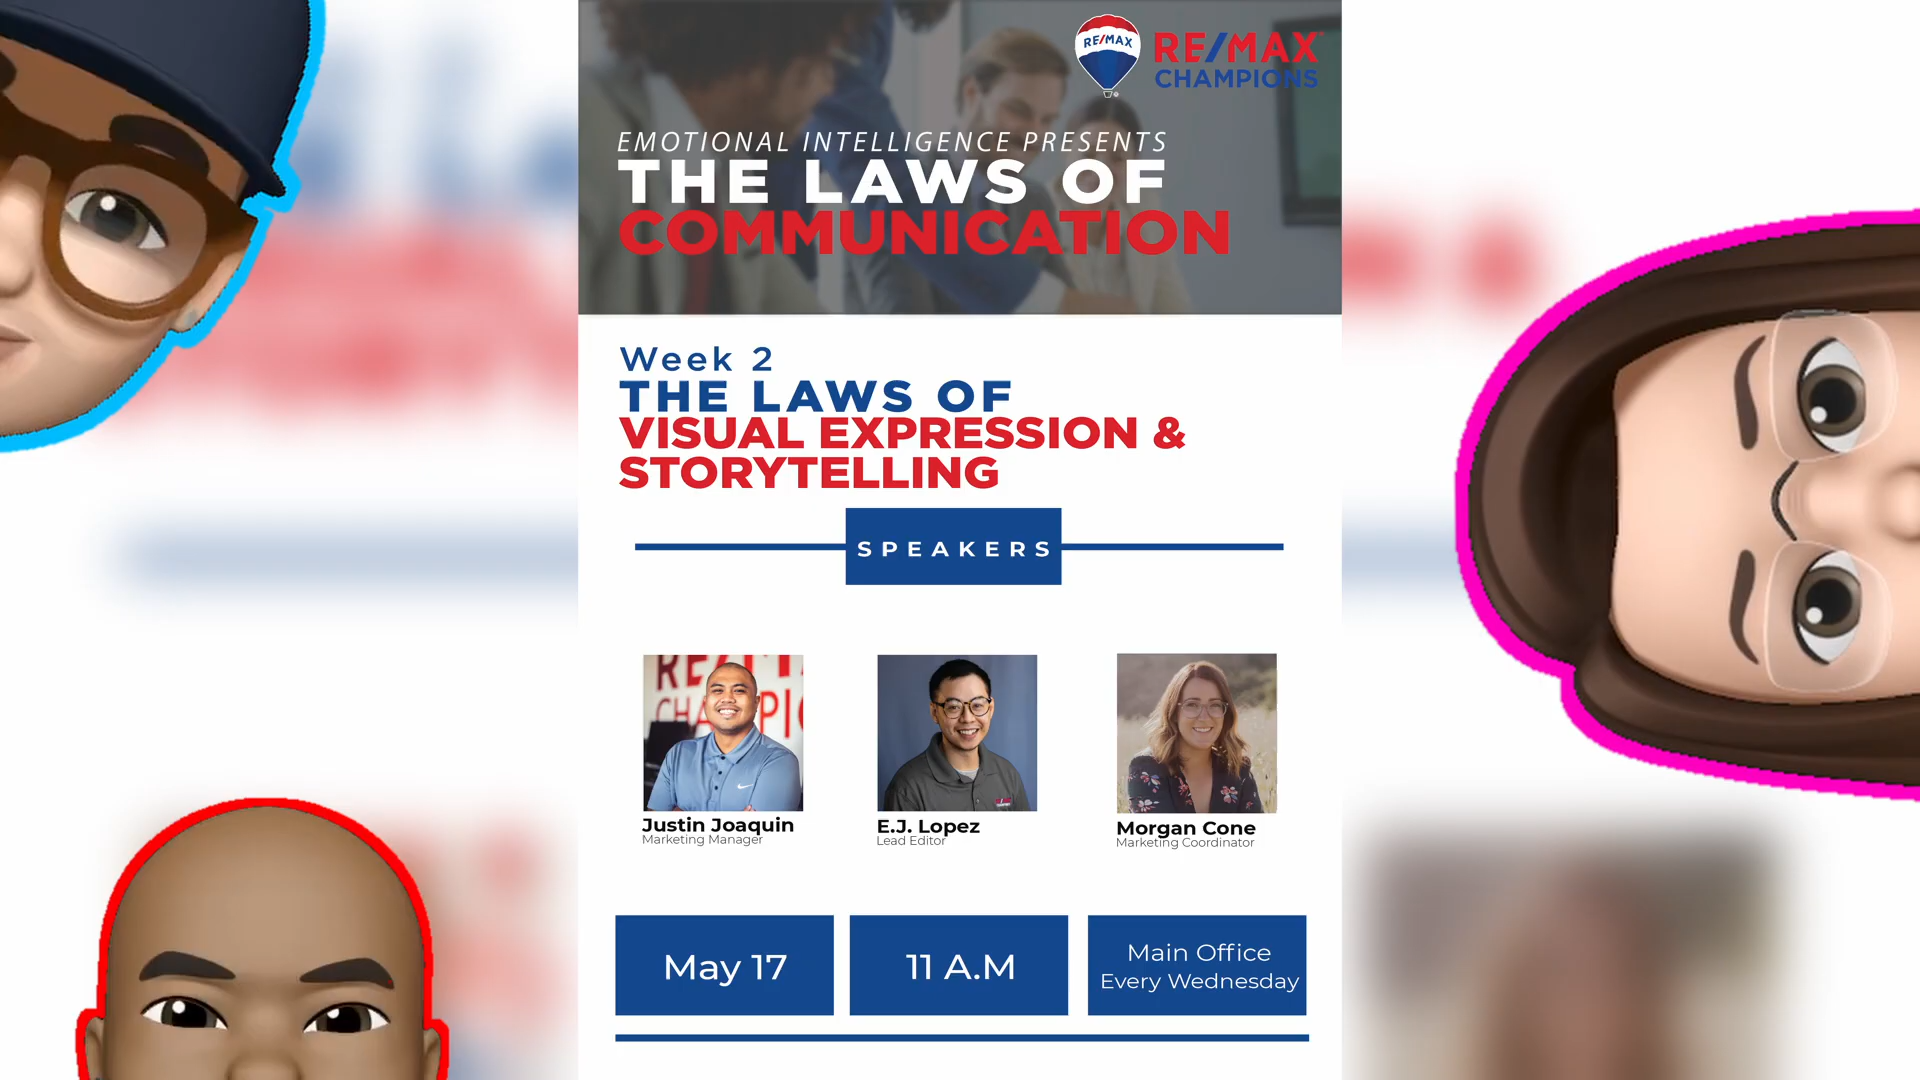 RE/MAX
RE/MAX
CHAMPIONS
EMOTIONAL INTELLIGENCE PRESENTS
THE LAWS OF
COMMUNICATION
Week 2
THE LAWS OF
VISUAL EXPRESSION &
STORYTELLING
SPEAKERS
Justin Joaquin
Marketing Manager
E.J. Lopez
Lead Editor
Morgan Cone
Marketing Coordinator
May 17
11 A.M
Main Office
Every Wednesday